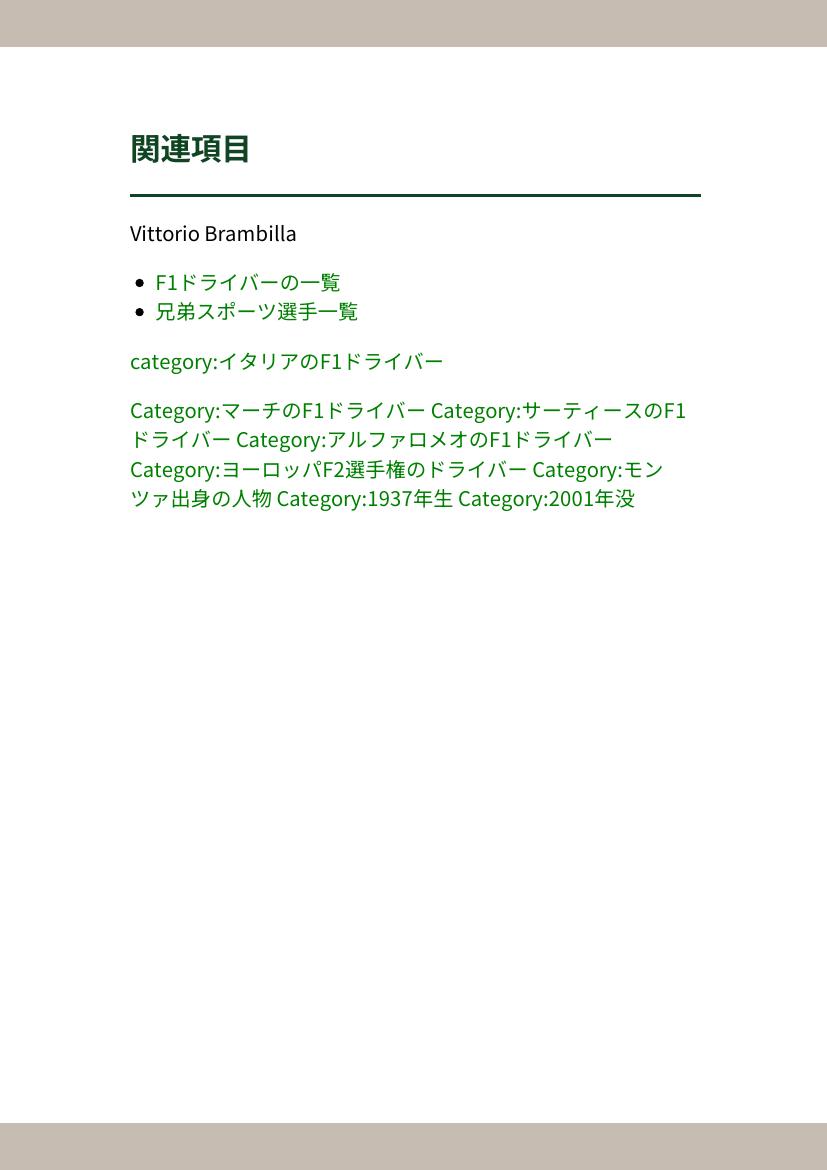 関連項目
Vittorio Brambilla
F1ドライバーの一覧
兄弟スポーツ選手一覧
category:イタリアのF1ドライバー
Category:マーチのF1ドライバー Category:サーティースのF1
ドライバー Category:アルファロメオのF1ドライバー
Category:ヨーロッパF2選手権のドライバー Category:モン
ツァ出身の人物 Category:1937年生 Category:2001年没